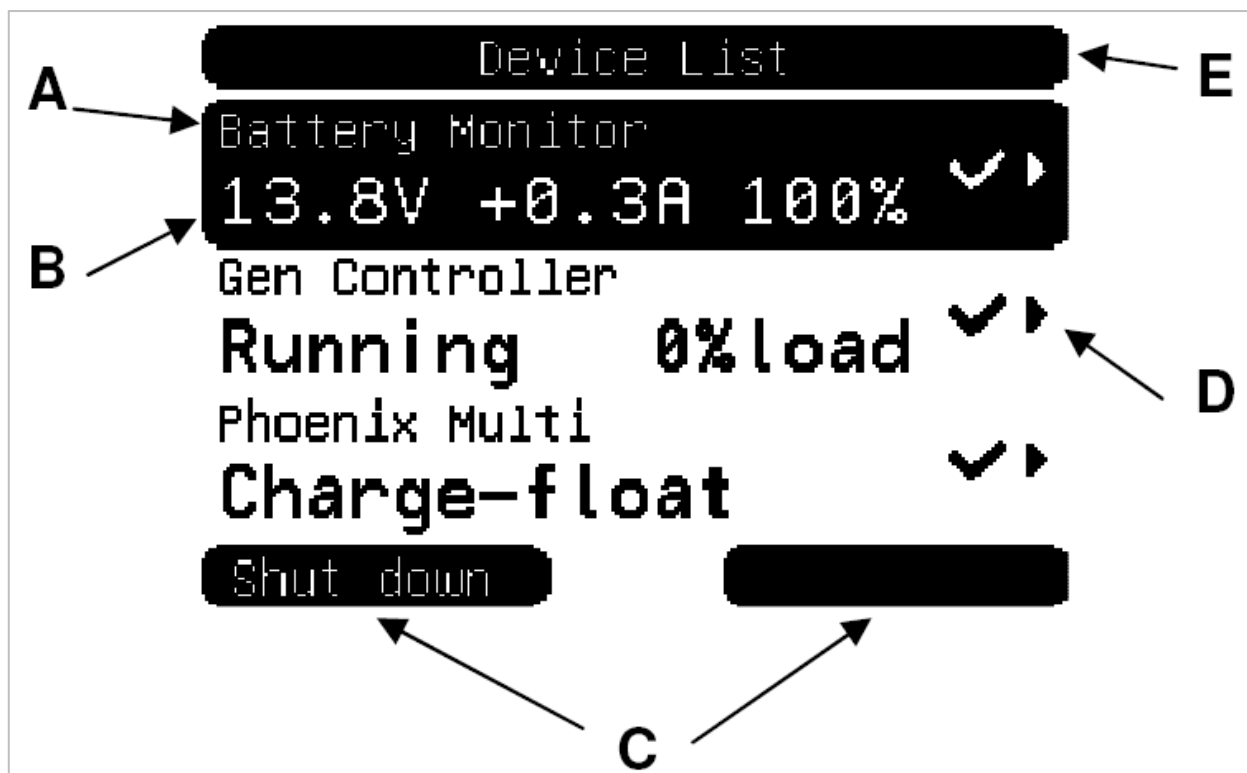 Device List
E
A
Battery Monitor
13.8V +0.3A 100%
B
Gen Controller
Running 0%load
D
Phoenix Multi
Charge-float
Shut down
C